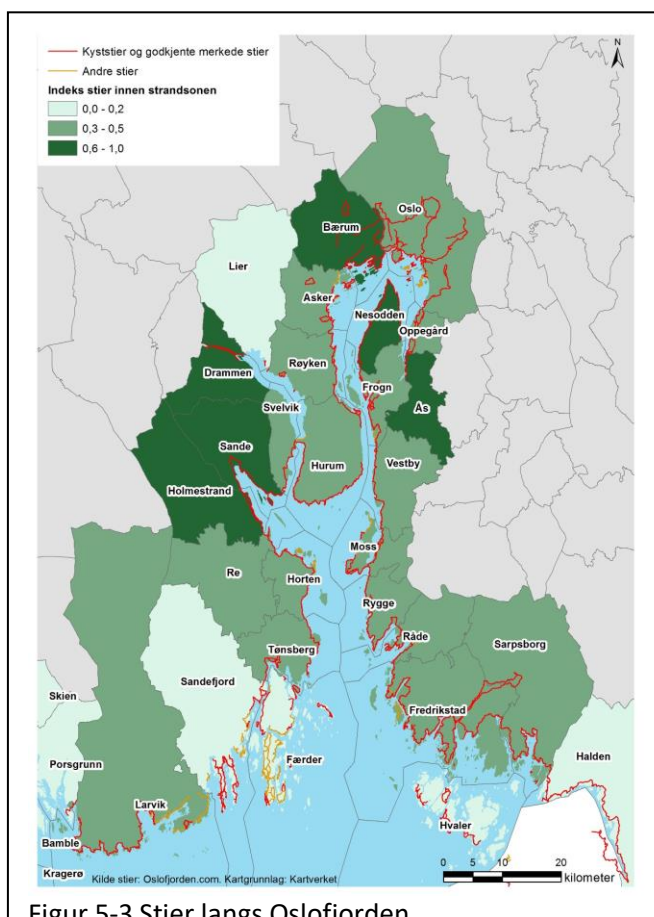 N
Kyststier og godkjente merkede stier
Andre stier
Indeks stier innen strandsonen
0,0 - 0,2
0,3 - 0,5
0,6 - 1,0
Oslo
Bærum
Lier
Asker
Nesodden
Oppegård
Røyken
Drammen
Frogn
Svelvik
Ås
Sande
Hurum
Vestby
Holmestrand
Moss
Re
Horten
Rygge
Råde
Sarpsborg
Tønsberg
Skien
Sandefjord
Fredrikstad
Porsgrunn
Færder
Halden
Larvik
Hvaler
Bamble
Kragerø
Kilde stier: Oslofjorden.com. Kartgrunnlag: Kartverket.
0 5 10 20
kilometer
Figur 5-3 Stier langs Oslofjorden